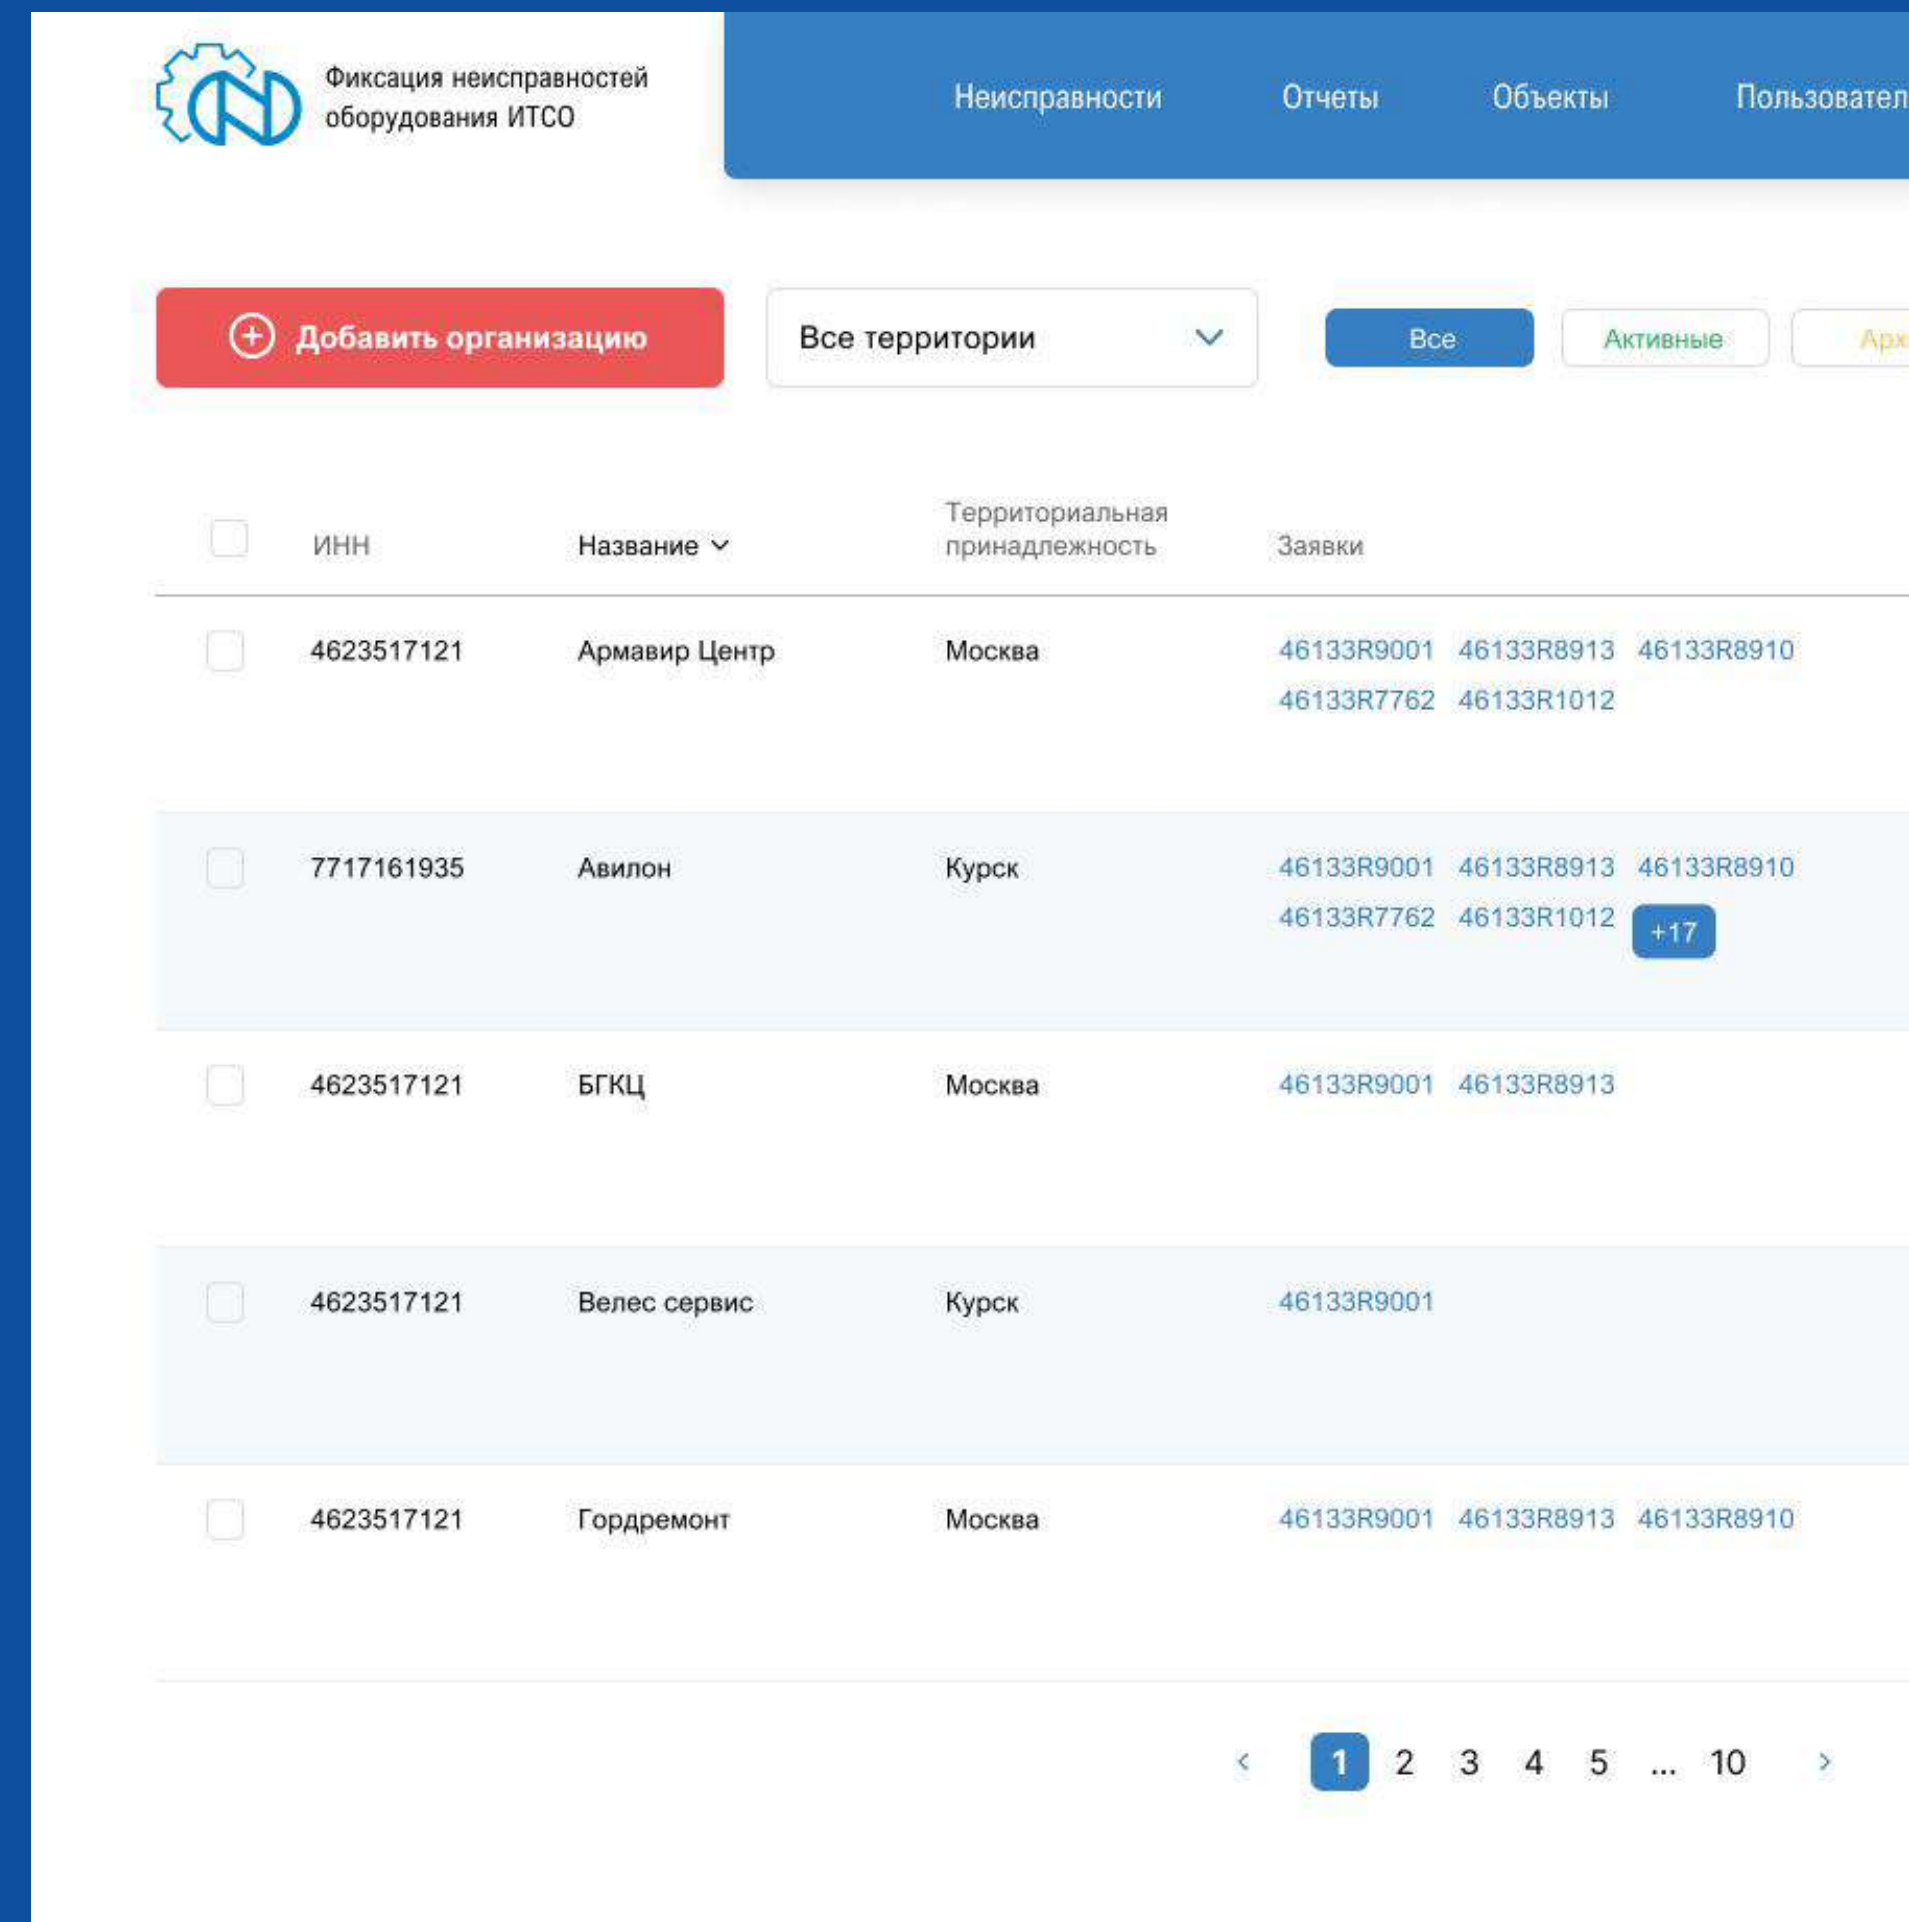 Фиксация неисправностей
оборудования ИТСО
Неисправности Отчеты Объекты
Добавить организацию Все территории Все Активные
ИНН Название Территориальная принадлежность Заявки
4623517121 Армавир Центр Москва 46133R9001 46133R8913 46133R8910
46133R7762 46133R1012
7717161935 Авилон Курск 46133R9001 46133R8913 46133R8910
46133R7762 46133R1012 +17
4623517121 БГКЦ Москва 46133R9001 46133R8913
4623517121 Велес сервис Курск 46133R9001
4623517121 Гордремонт Москва 46133R9001 46133R8913 46133R8910
< 1 2 3 4 5 ... 10 >